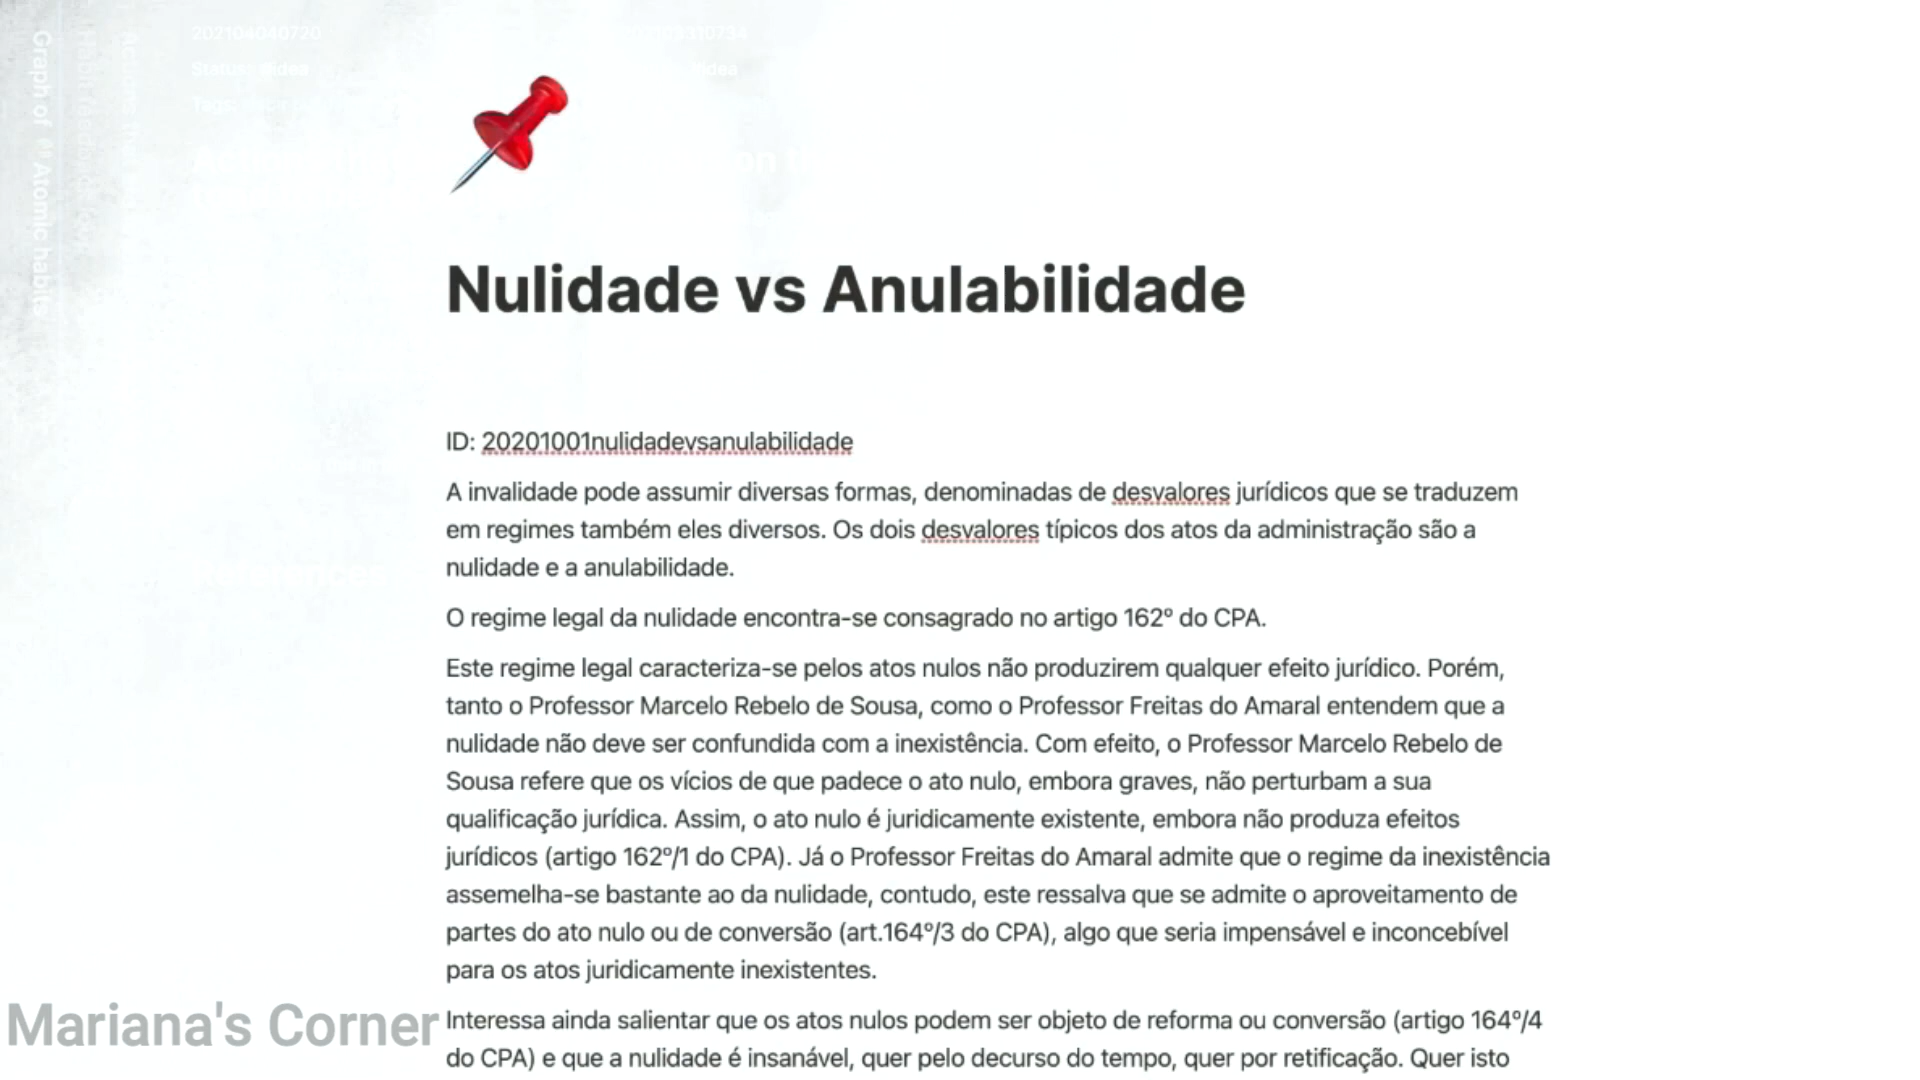 202104040720
Status: #idea
Tags:
Graph of
Atomic habits
Nulidade vs Anulabilidade
ID: 20201001nulidadevsanulabilidade
A invalidade pode assumir diversas formas, denominadas de desvalores jurídicos que se traduzem
em regimes também eles diversos. Os dois desvalores típicos dos atos da administração são a
nulidade e a anulabilidade.
O regime legal da nulidade encontra-se consagrado no artigo 162º do CPA.
Este regime legal caracteriza-se pelos atos nulos não produzirem qualquer efeito jurídico. Porém,
tanto o Professor Marcelo Rebelo de Sousa, como o Professor Freitas do Amaral entendem que a
nulidade não deve ser confundida com a inexistência. Com efeito, o Professor Marcelo Rebelo de
Sousa refere que os vícios de que padece o ato nulo, embora graves, não perturbam a sua
qualificação jurídica. Assim, o ato nulo é juridicamente existente, embora não produza efeitos
jurídicos (artigo 162º/1 do CPA). Já o Professor Freitas do Amaral admite que o regime da inexistência
assemelha-se bastante ao da nulidade, contudo, este ressalva que se admite o aproveitamento de
partes do ato nulo ou de conversão (art.164º/3 do CPA), algo que seria impensável e inconcebível
para os atos juridicamente inexistentes.
Interessa ainda salientar que os atos nulos podem ser objeto de reforma ou conversão (artigo 164º/4
do CPA) e que a nulidade é insanável, quer pelo decurso do tempo, quer por retificação. Quer isto
Mariana's Corner